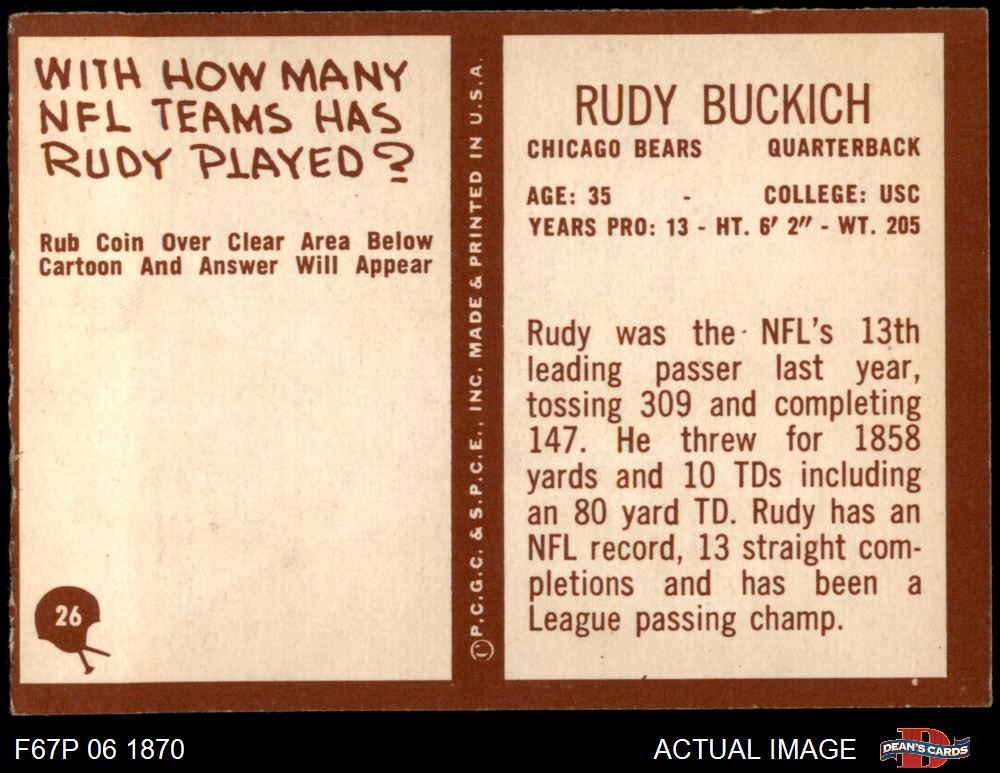 WITH HOW MANY
NFL TEAMS HAS
RUDY PLAYED?
Rub Coin Over Clear Area Below
Cartoon And Answer Will Appear
26
©P.C.G.C. & S.P.C.E., INC. MADE & PRINTED IN U.S.A.
RUDY BUCKICH
CHICAGO BEARS QUARTERBACK
AGE: 35 - COLLEGE: USC
YEARS PRO: 13 - HT. 6' 2" - WT. 205
Rudy was the NFL's 13th
leading passer last year,
tossing 309 and completing
147. He threw for 1858
yards and 10 TDs including
an 80 yard TD. Rudy has an
NFL record, 13 straight com-
pletions and has been a
League passing champ.
F67P 06 1870
ACTUAL IMAGE
DEAN'S CARDS